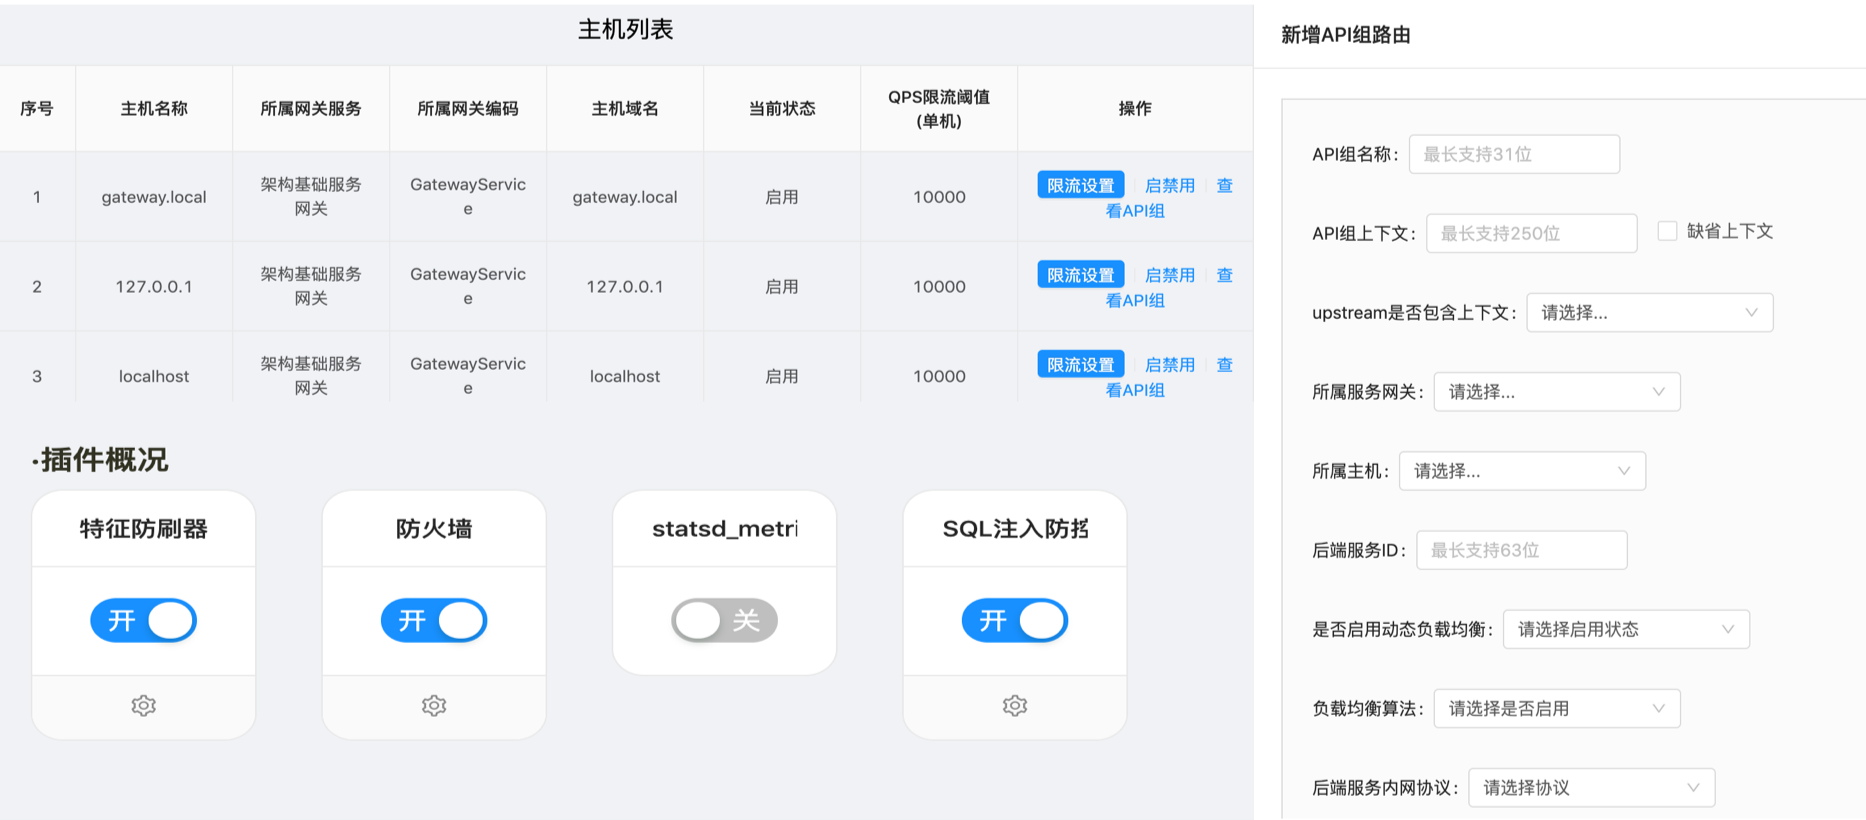 主机列表
序号 主机名称 所属网关服务 所属网关编码 主机域名 当前状态 QPS限流阈值 操作
(单机)
1 gateway.local 架构基础服务 GatewayServic gateway.local 启用 10000 限流设置 启禁用 查
网关 e 看API组
2 127.0.0.1 架构基础服务 GatewayServic 127.0.0.1 启用 10000 限流设置 启禁用 查
网关 e 看API组
3 localhost 架构基础服务 GatewayServic localhost 启用 10000 限流设置 启禁用 查
网关 e 看API组
·插件概况
特征防刷器 防火墙 statsd_metri SQL注入防
开 开 关 开
新增API组路由
API组名称: 最长支持31位
API组上下文: 最长支持250位 缺省上下文
upstream是否包含上下文: 请选择...
所属服务网关: 请选择...
所属主机: 请选择...
后端服务ID: 最长支持63位
是否启用动态负载均衡: 请选择启用状态
负载均衡算法: 请选择是否启用
后端服务内网协议: 请选择协议